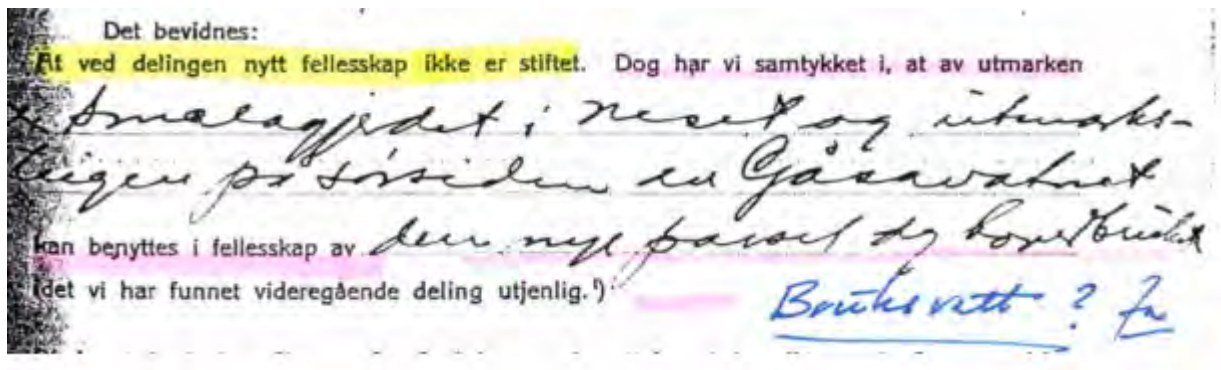 Det bevidnes:
At ved delingen nytt fellesskap ikke er stiftet. Dog har vi samtykket i, at av utmarken
Smalagjerdet i Neset og utmarks-
på sørsiden av Gåsavatnet
kan benyttes i fellesskap av den nye parsel og hovedbruket
idet vi har funnet videregående deling utjenlig.¹)
Bruksrett? Ja